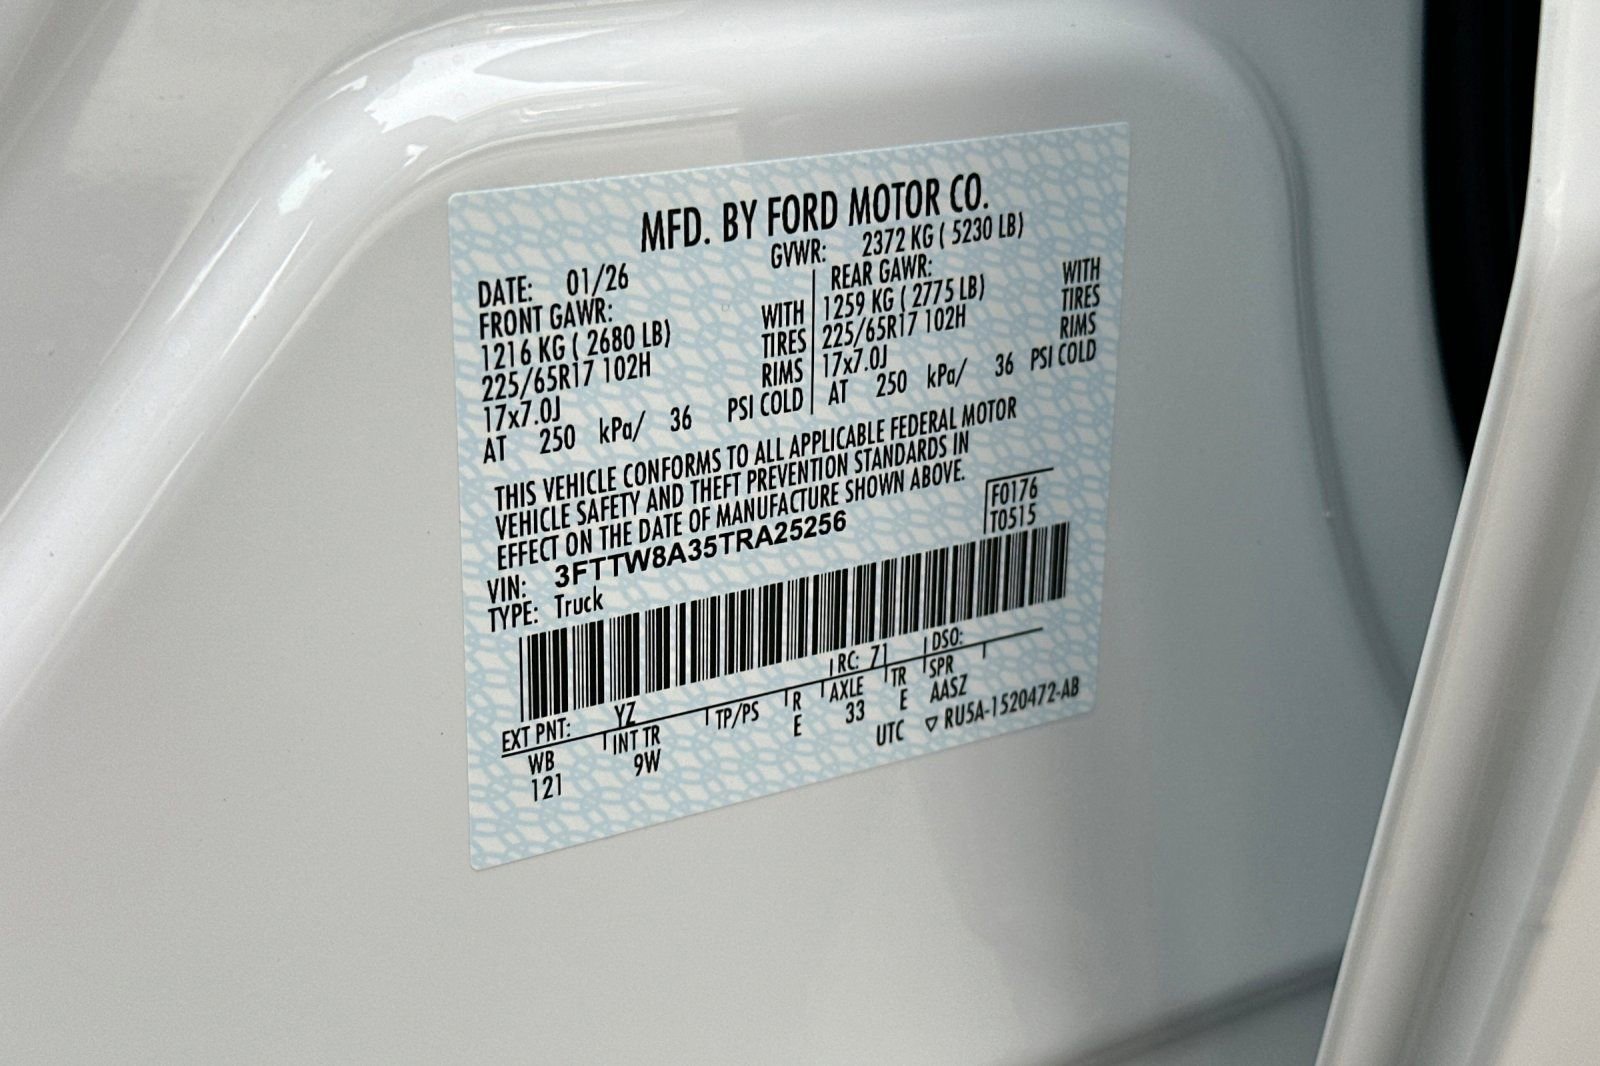 MFD. BY FORD MOTOR CO.
DATE: 01/26 GVWR: 2372 KG ( 5230 LB)
FRONT GAWR: REAR GAWR:
1216 KG ( 2680 LB) WITH 1259 KG ( 2775 LB) WITH
225/65R17 102H TIRES 225/65R17 102H TIRES
17x7.0J RIMS 17x7.0J RIMS
AT 250 kPa/ 36 PSI COLD AT 250 kPa/ 36 PSI COLD
THIS VEHICLE CONFORMS TO ALL APPLICABLE FEDERAL MOTOR
VEHICLE SAFETY AND THEFT PREVENTION STANDARDS IN
EFFECT ON THE DATE OF MANUFACTURE SHOWN ABOVE.
F0176
T0515
VIN: 3FTTW8A35TRA25256
TYPE: Truck
EXT PNT: YZ RC: 71 DSO:
WB INT TR TP/PS R AXLE TR SPR
121 9W E 33 E AASZ
UTC ▽ RU5A-1520472-AB